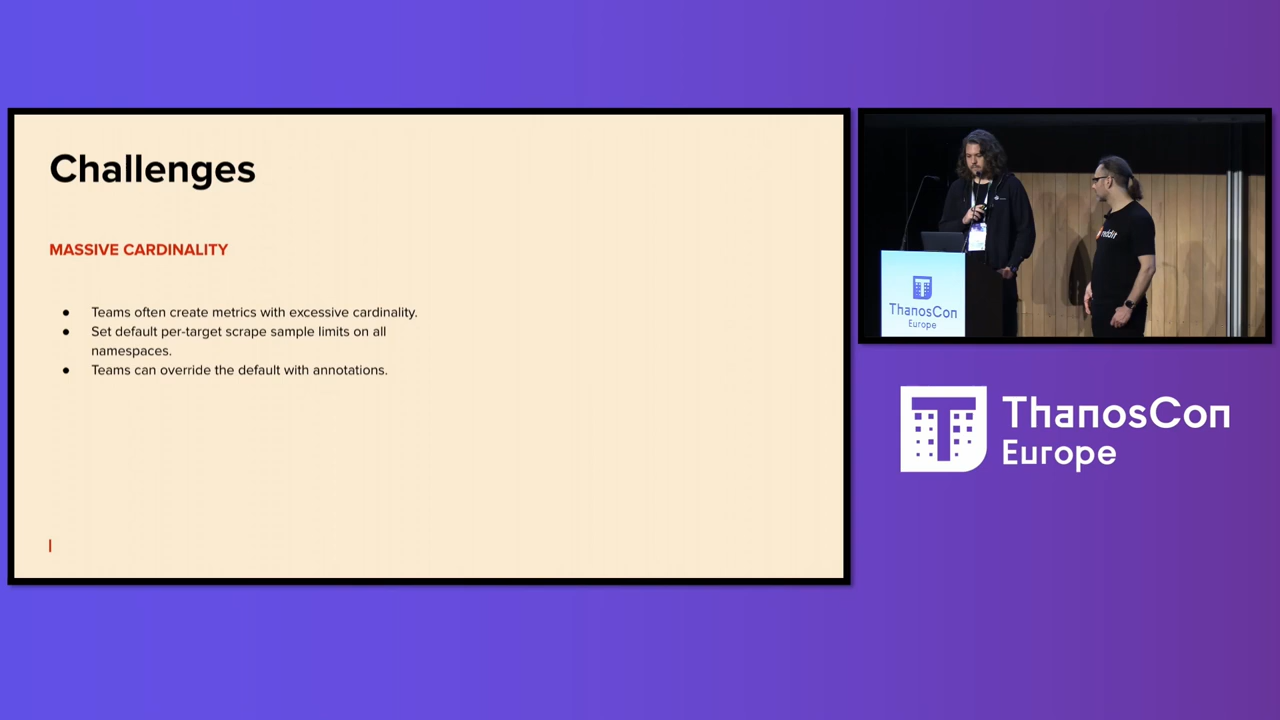 Challenges
MASSIVE CARDINALITY
● Teams often create metrics with excessive cardinality.
● Set default per-target scrape sample limits on all
namespaces.
● Teams can override the default with annotations.
reddit
ThanosCon
Europe
ThanosCon
Europe